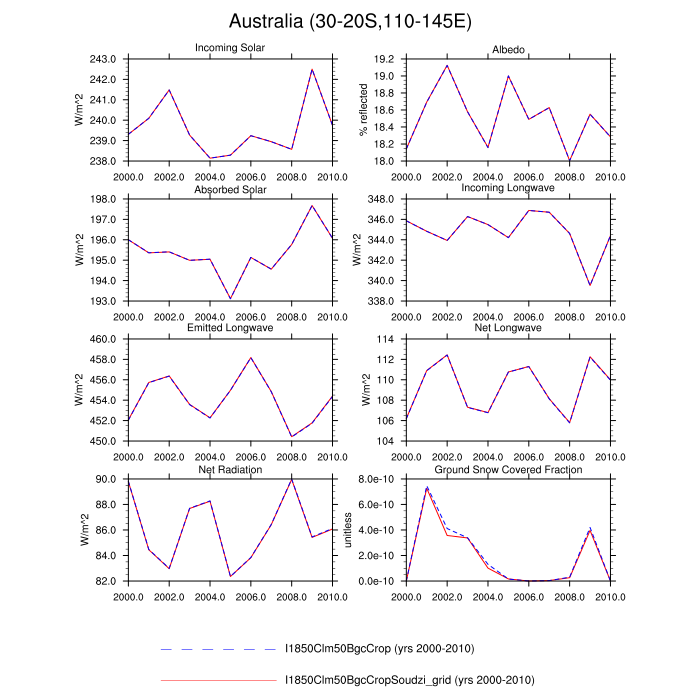 Australia (30-20S,110-145E)
Incoming Solar
Albedo
243.0
242.0
241.0
240.0
239.0
238.0
W/m^2
2000.0 2002.0 2004.0 2006.0 2008.0 2010.0
19.2
19.0
18.8
18.6
18.4
18.2
18.0
% reflected
2000.0 2002.0 2004.0 2006.0 2008.0 2010.0
Absorbed Solar
Incoming Longwave
198.0
197.0
196.0
195.0
194.0
193.0
W/m^2
2000.0 2002.0 2004.0 2006.0 2008.0 2010.0
348.0
346.0
344.0
342.0
340.0
338.0
W/m^2
2000.0 2002.0 2004.0 2006.0 2008.0 2010.0
Emitted Longwave
Net Longwave
460.0
458.0
456.0
454.0
452.0
450.0
W/m^2
2000.0 2002.0 2004.0 2006.0 2008.0 2010.0
114
112
110
108
106
104
W/m^2
2000.0 2002.0 2004.0 2006.0 2008.0 2010.0
Net Radiation
Ground Snow Covered Fraction
90.0
88.0
86.0
84.0
82.0
W/m^2
2000.0 2002.0 2004.0 2006.0 2008.0 2010.0
8.0e-10
6.0e-10
4.0e-10
2.0e-10
0.0e-10
unitless
2000.0 2002.0 2004.0 2006.0 2008.0 2010.0
I1850Clm50BgcCrop (yrs 2000-2010)
I1850Clm50BgcCropSoudzi_grid (yrs 2000-2010)